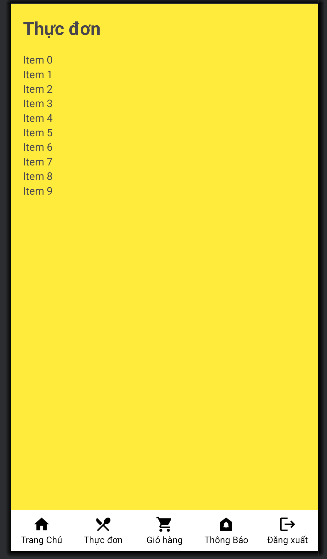 Thực đơn
Item 0
Item 1
Item 2
Item 3
Item 4
Item 5
Item 6
Item 7
Item 8
Item 9
Trang Chủ
Thực đơn
Giỏ hàng
Thông Báo
Đăng xuất